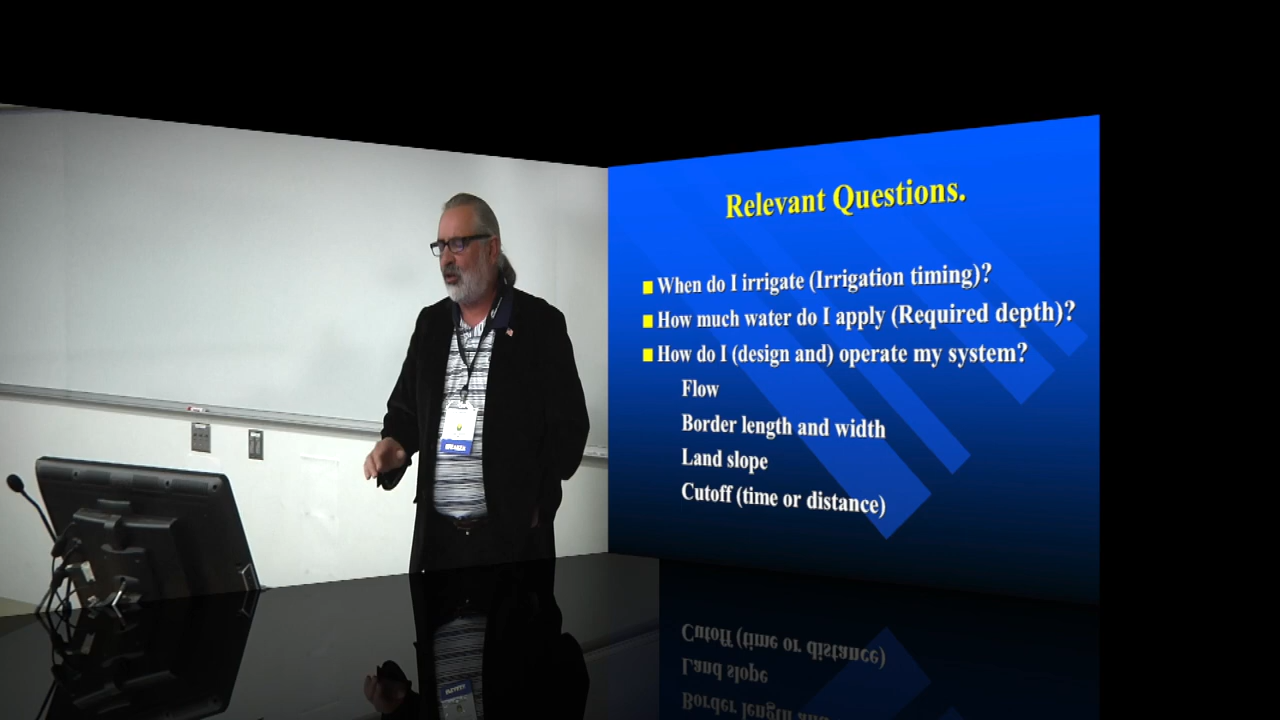 Relevant Questions.
When do I irrigate (Irrigation timing)?
How much water do I apply (Required depth)?
How do I (design and) operate my system?
Flow
Border length and width
Land slope
Cutoff (time or distance)